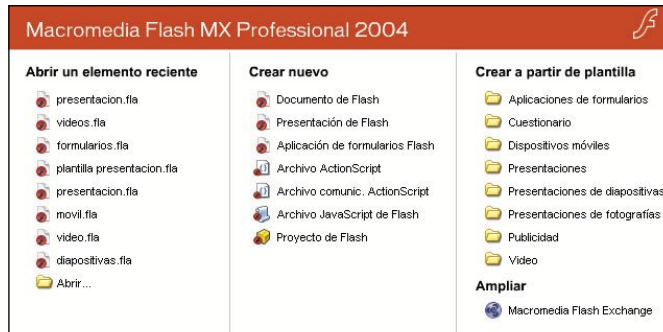 Macromedia Flash MX Professional 2004
Abrir un elemento reciente
presentacion.fla
videos.fla
formularios.fla
plantilla presentacion.fla
presentacion.fla
movil.fla
video.fla
diapositivas.fla
Abrir...
Crear nuevo
Documento de Flash
Presentación de Flash
Aplicación de formularios Flash
Archivo ActionScript
Archivo comunic. ActionScript
Archivo JavaScript de Flash
Proyecto de Flash
Crear a partir de plantilla
Aplicaciones de formularios
Cuestionario
Dispositivos móviles
Presentaciones
Presentaciones de diapositivas
Presentaciones de fotografías
Publicidad
Video
Ampliar
Macromedia Flash Exchange